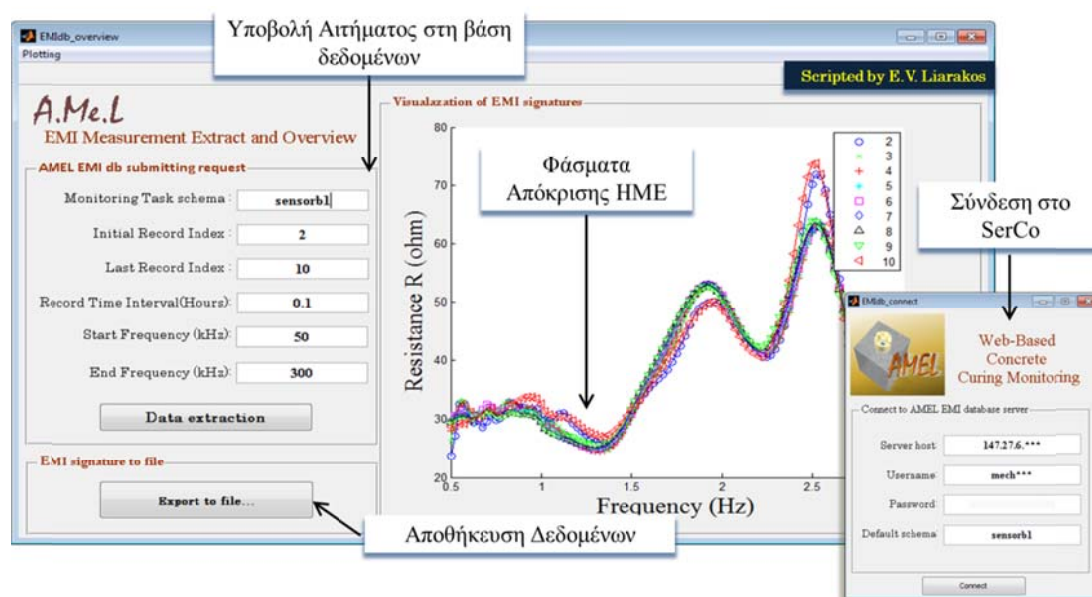 EMIdb_overview
Plotting
Υποβολή Αιτήματος στη βάση
δεδομένων
Scripted by E.V. Liarakos
A.Me.L
EMI Measurement Extract and Overview
AMEL EMI db submitting request
Monitoring Task schema :
sensorb1
Initial Record Index :
2
Last Record Index :
10
Record Time Interval(Hours):
0.1
Start Frequency (kHz):
50
End Frequency (kHz):
300
Data extraction
EMI signature to file
Export to file...
Αποθήκευση Δεδομένων
Visualazation of EMI signatures
Φάσματα
Απόκρισης ΗΜΕ
Resistance R (ohm)
80
70
60
50
40
30
20
0.5
1
1.5
2
2.5
Frequency (Hz)
2
3
4
5
6
7
8
9
10
Σύνδεση στο
SerCo
EMIdb_connect
AMEL
Web-Based
Concrete
Curing Monitoring
Connect to AMEL EMI database server
Server host:
147.27.6.***
Username:
mech***
Password:
Default schema:
sensorb1
Connect